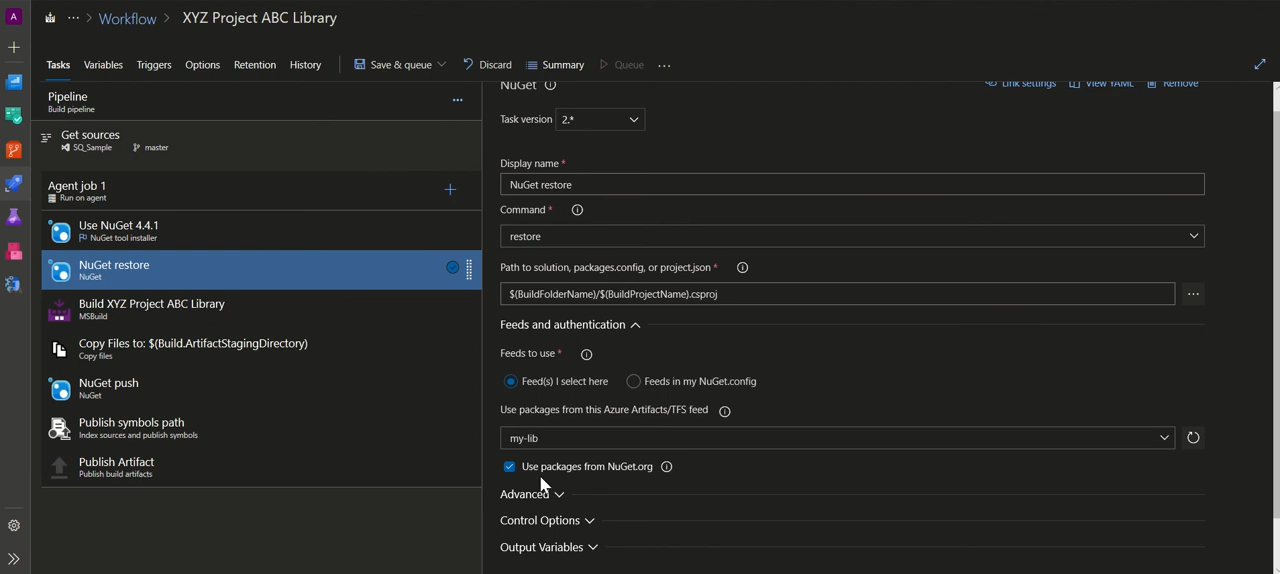 A
... > Workflow > XYZ Project ABC Library
Tasks Variables Triggers Options Retention History Save & queue Discard Summary Queue ...
Pipeline
Build pipeline
...
Get sources
SQ_Sample master
Agent job 1
Run on agent
Use NuGet 4.4.1
NuGet tool installer
NuGet restore
NuGet
Build XYZ Project ABC Library
MSBuild
Copy Files to: $(Build.ArtifactStagingDirectory)
Copy files
NuGet push
NuGet
Publish symbols path
Index sources and publish symbols
Publish Artifact
Publish build artifacts
NuGet Link settings View YAML Remove
Task version 2.*
Display name *
NuGet restore
Command *
restore
Path to solution, packages.config, or project.json *
$(BuildFolderName)/$(BuildProjectName).csproj
...
Feeds and authentication
Feeds to use *
Feed(s) I select here Feeds in my NuGet.config
Use packages from this Azure Artifacts/TFS feed
my-lib
Use packages from NuGet.org
Advanced
Control Options
Output Variables